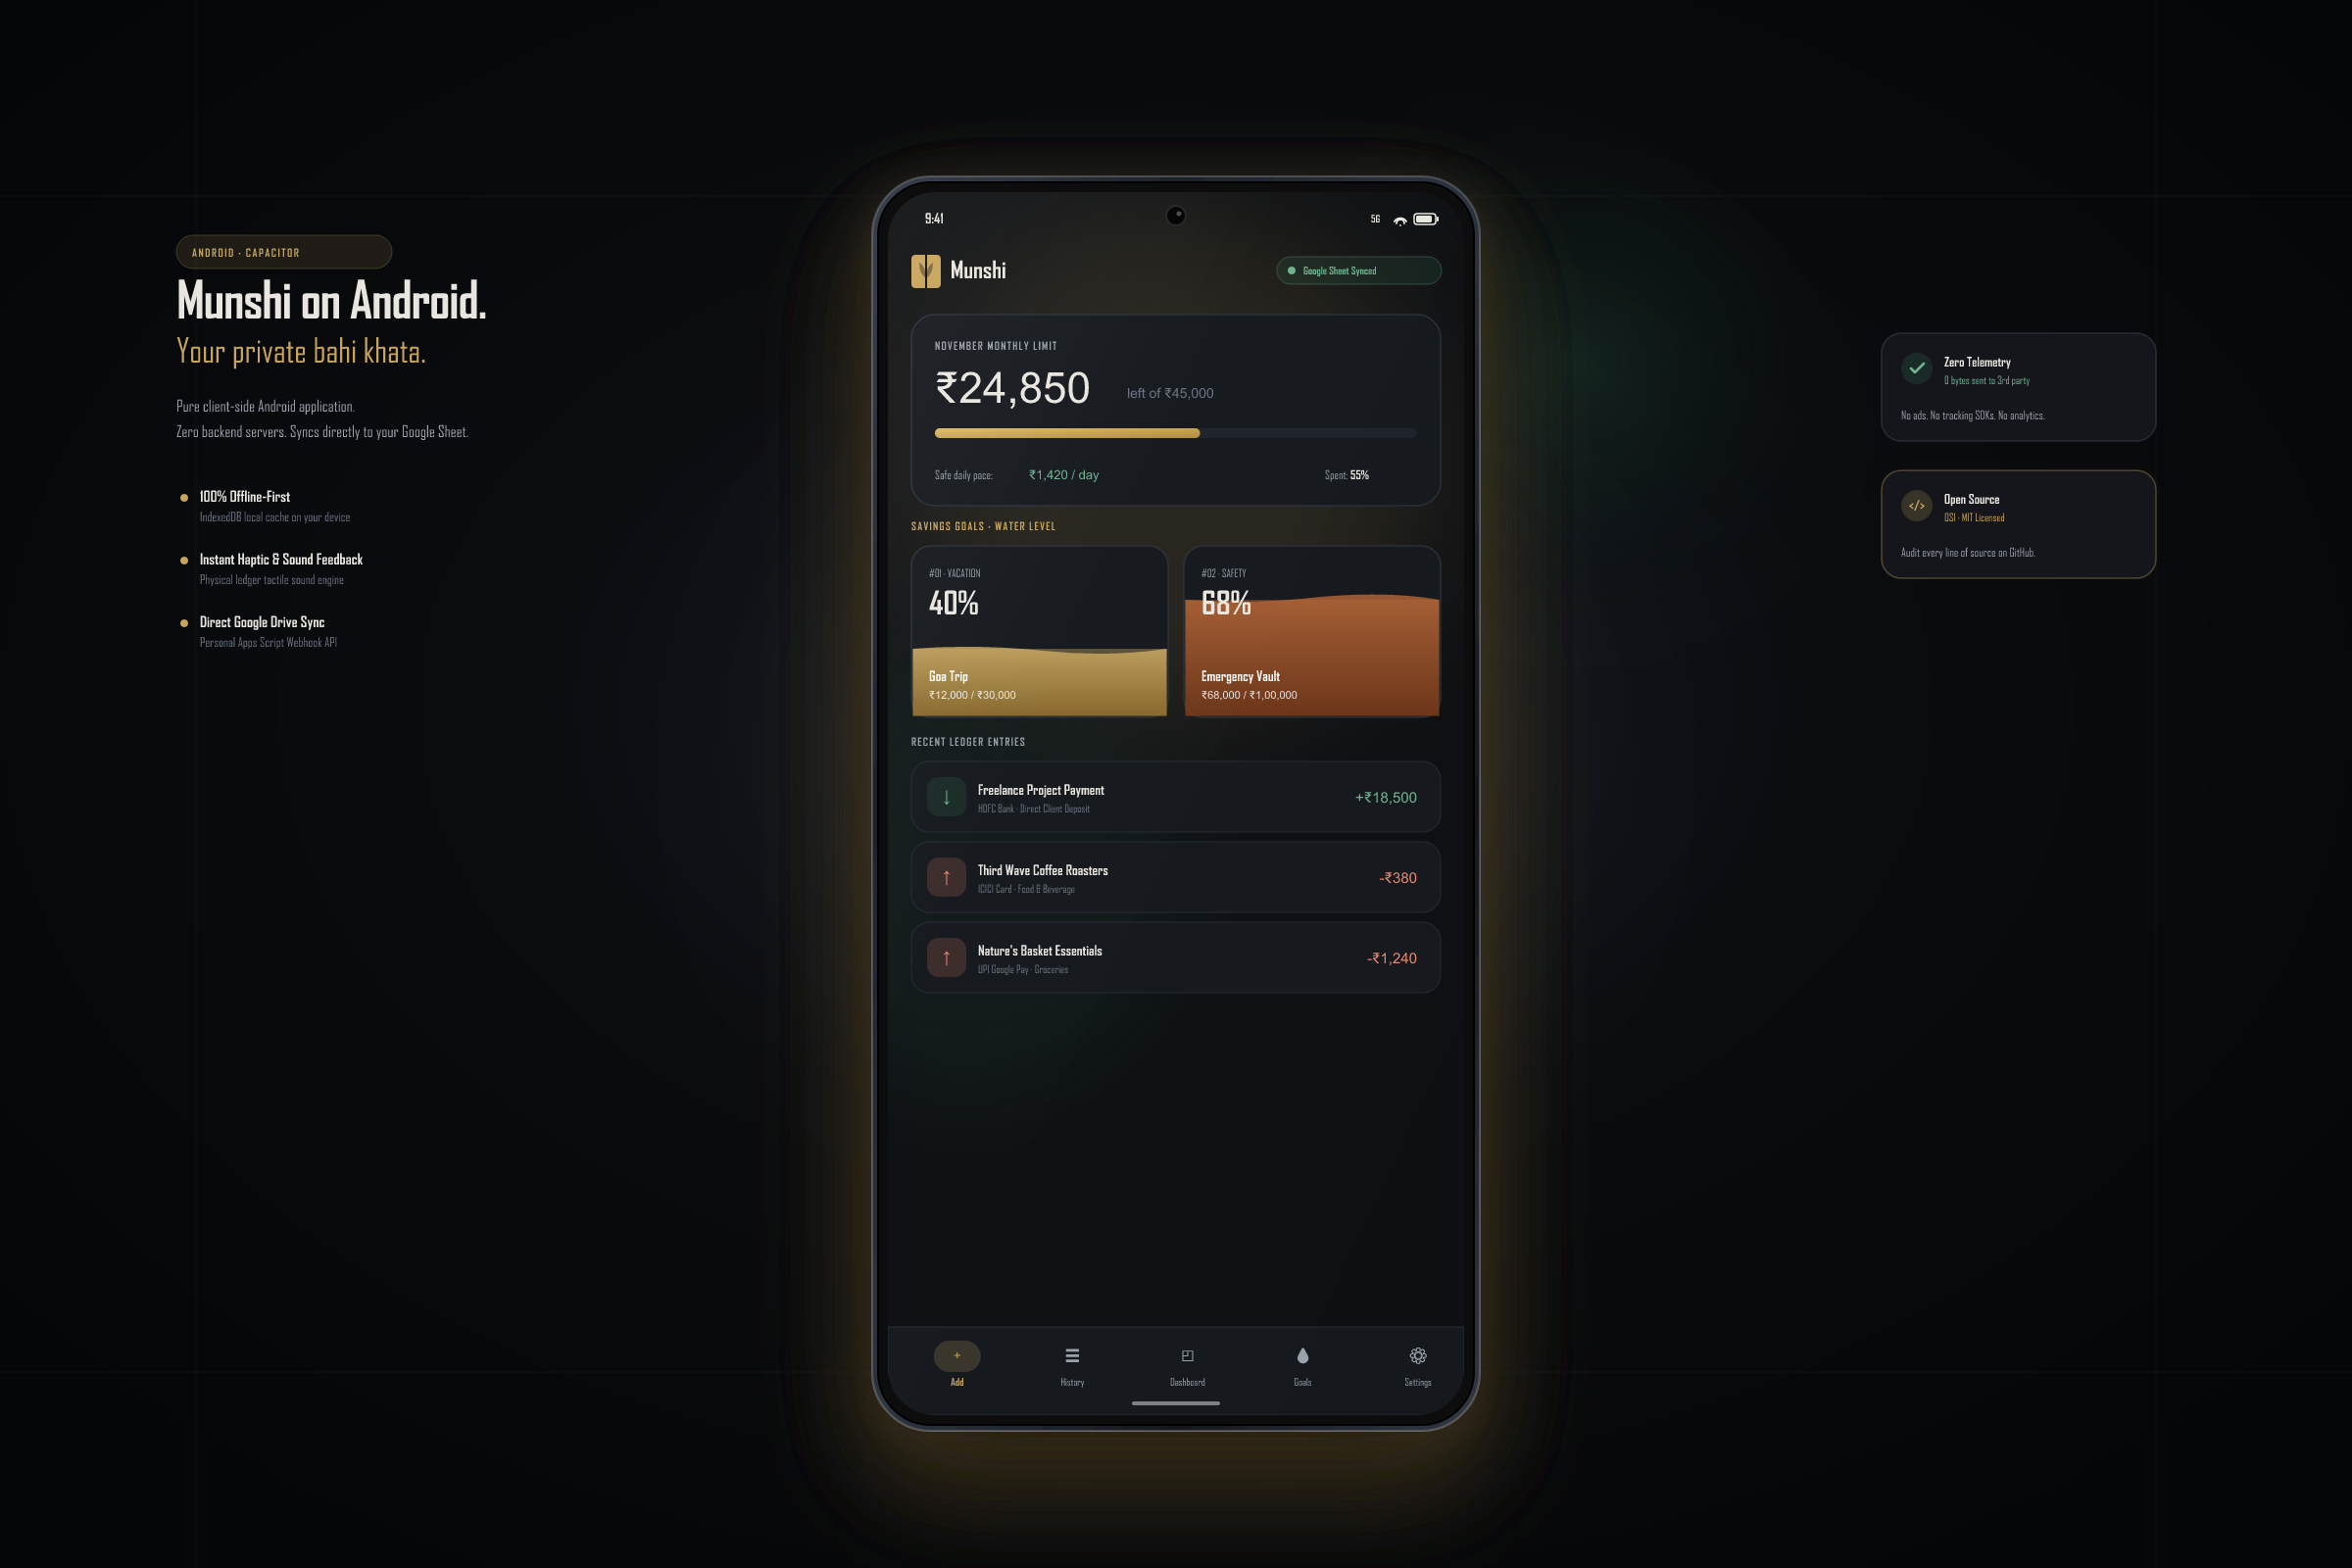 ANDROID · CAPACITOR
Munshi on Android.
Your private bahi khata.
Pure client-side Android application.
Zero backend servers. Syncs directly to your Google Sheet.
100% Offline-First
IndexedDB local cache on your device
Instant Haptic & Sound Feedback
Physical ledger tactile sound engine
Direct Google Drive Sync
Personal Apps Script Webhook API
9:41
5G
Munshi
Google Sheet Synced
NOVEMBER MONTHLY LIMIT
₹24,850 left of ₹45,000
Safe daily pace: ₹1,420 / day Spent: 55%
SAVINGS GOALS · WATER LEVEL
#01 · VACATION
40%
Goa Trip
₹12,000 / ₹30,000
#02 · SAFETY
68%
Emergency Vault
₹68,000 / ₹1,00,000
RECENT LEDGER ENTRIES
Freelance Project Payment
HDFC Bank · Direct Client Deposit
+₹18,500
Third Wave Coffee Roasters
ICICI Card · Food & Beverage
-₹380
Nature's Basket Essentials
UPI Google Pay · Groceries
-₹1,240
Add History Dashboard Goals Settings
Zero Telemetry
0 bytes sent to 3rd party
No ads. No tracking SDKs. No analytics.
</> Open Source
OSI · MIT Licensed
Audit every line of source on GitHub.